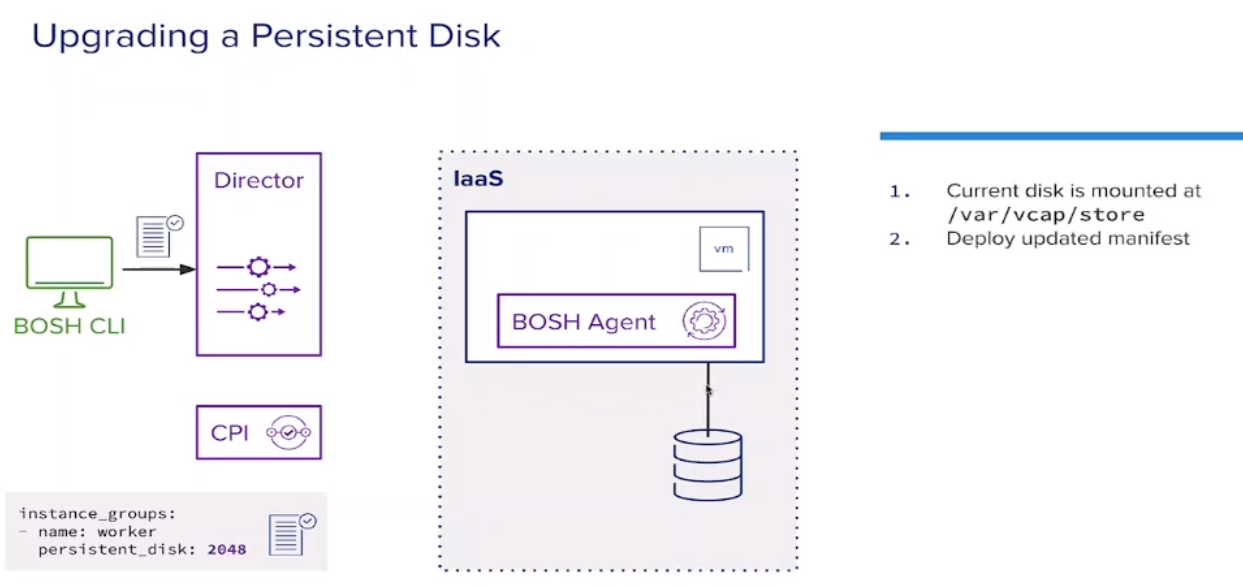 Upgrading a Persistent Disk
Director
BOSH CLI
CPI
instance_groups:
- name: worker
persistent_disk: 2048
IaaS
vm
BOSH Agent
1. Current disk is mounted at
/var/vcap/store
2. Deploy updated manifest